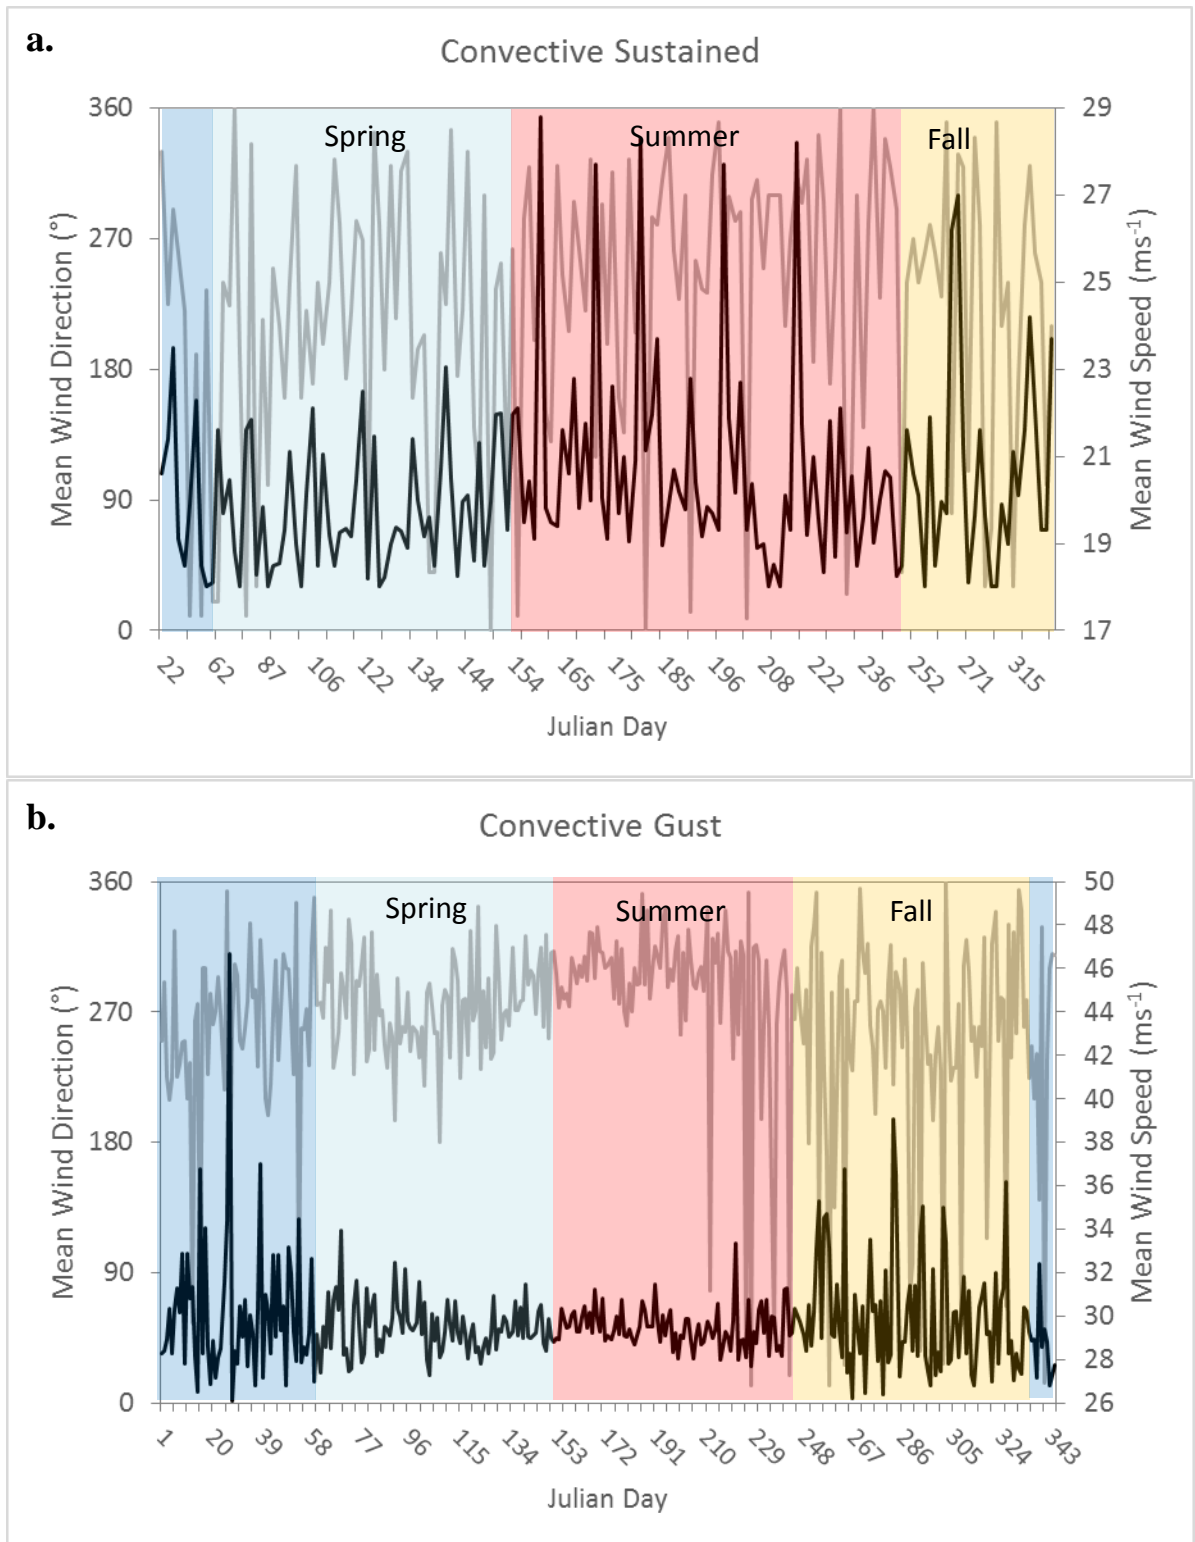 a.
Convective Sustained
Spring
Summer
Fall
360
270
180
90
0
Mean Wind Direction (°)
29
27
25
23
21
19
17
Mean Wind Speed (ms⁻¹)
22 62 87 106 122 134 144 154 165 175 185 196 208 222 236 252 271 315
Julian Day
b.
Convective Gust
Spring
Summer
Fall
360
270
180
90
0
Mean Wind Direction (°)
50
48
46
44
42
40
38
36
34
32
30
28
26
Mean Wind Speed (ms⁻¹)
1 20 39 58 77 96 115 134 153 172 191 210 229 248 267 286 305 324 343
Julian Day